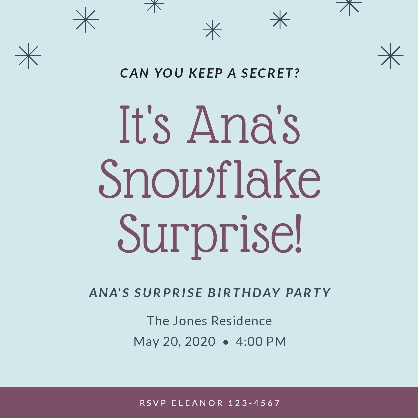 CAN YOU KEEP A SECRET?
It's Ana's
Snowflake
Surprise!
ANA'S SURPRISE BIRTHDAY PARTY
The Jones Residence
May 20, 2020 • 4:00 PM
RSVP ELEANOR 123-4567